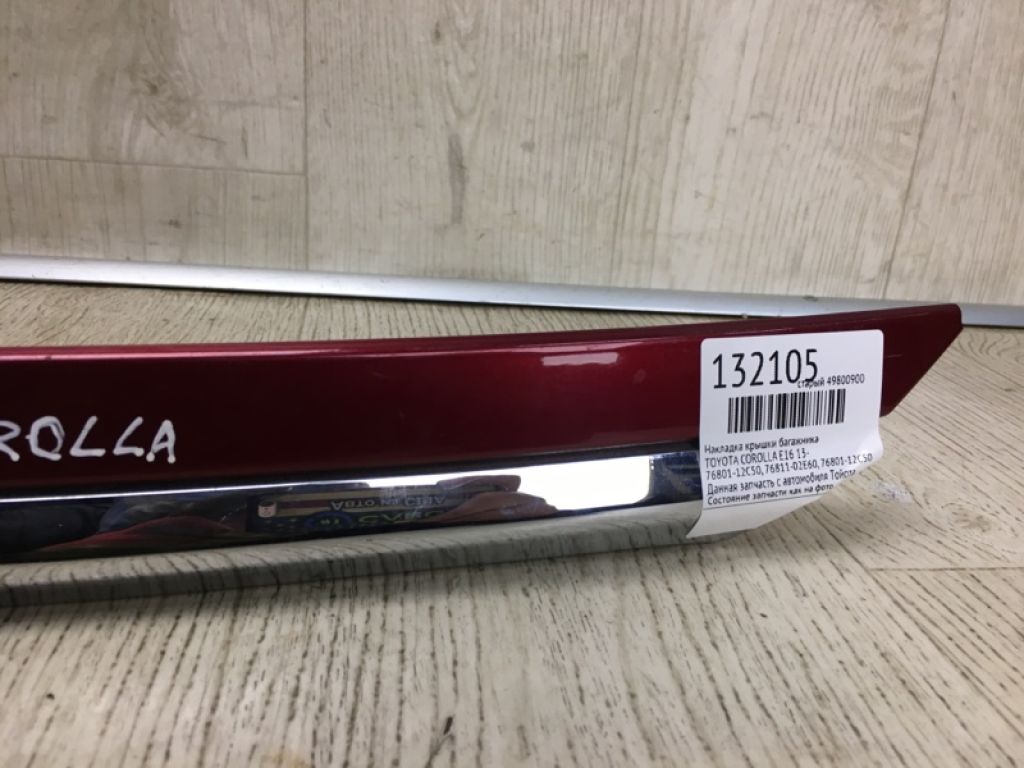 132105
старый 49800900
Накладка крышки багажника
TOYOTA COROLLA E16 13-
76801-12C50, 76811-02E60, 76801-12C50
Данная запчасть с автомобиля Тойота
Состояние запчасти как на фото
ROLLA